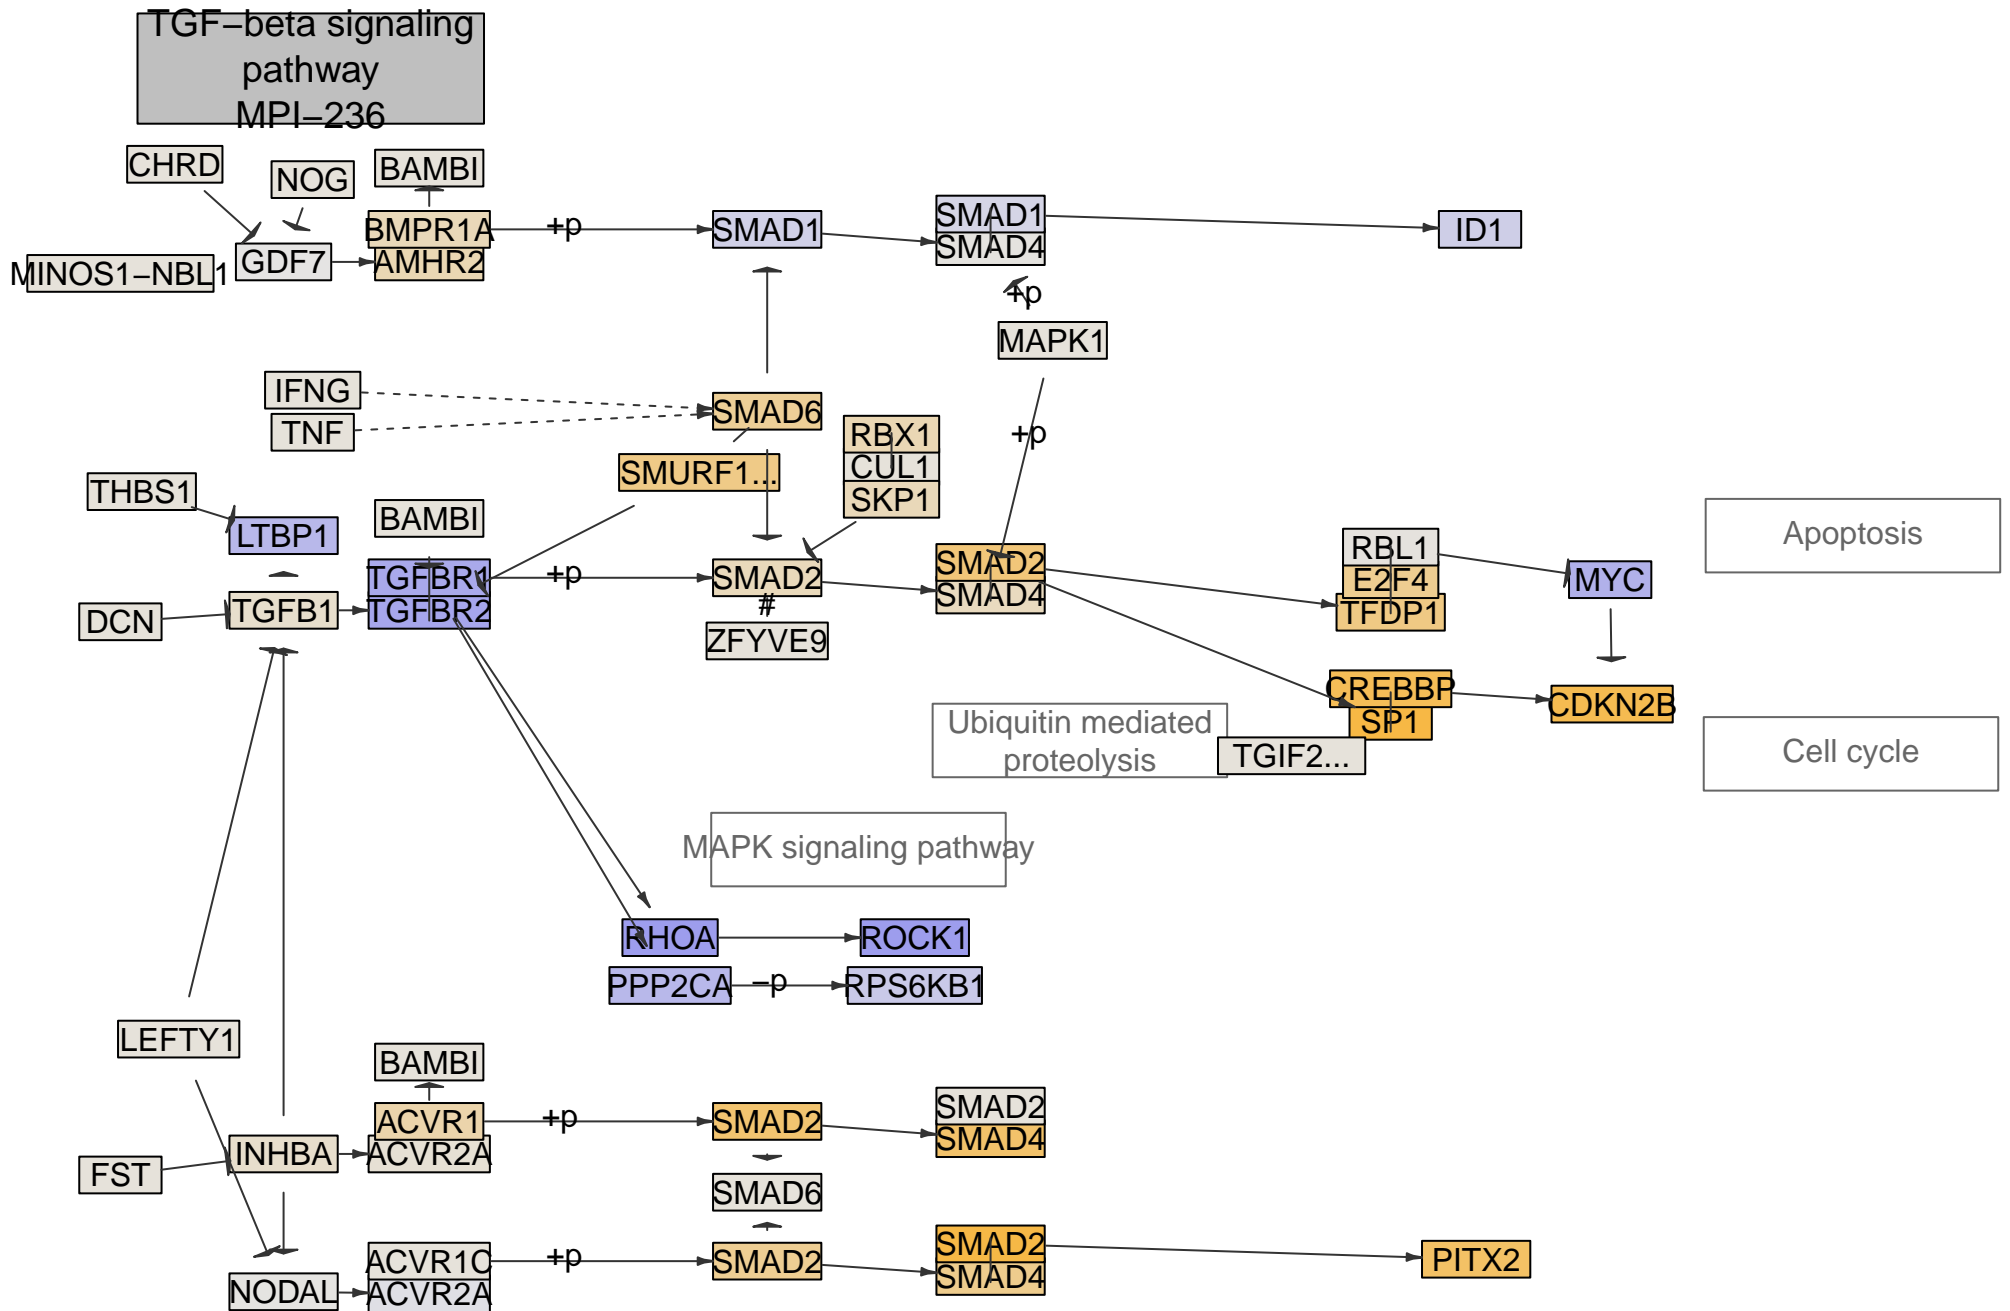 TGF−beta signaling
pathway
MPI−236
CHRD
NOG
BAMBI
BMPR1A
AMHR2
GDF7
MINOS1−NBL1
+p
SMAD1
SMAD1
SMAD4
ID1
+p
MAPK1
IFNG
TNF
SMAD6
SMURF1...
RBX1
CUL1
SKP1
+p
THBS1
LTBP1
BAMBI
DCN
TGFB1
TGFBR1
TGFBR2
+p
SMAD2
#
ZFYVE9
SMAD2
SMAD4
RBL1
E2F4
TFDP1
MYC
Apoptosis
CREBBP
SP1
TGIF2...
CDKN2B
Ubiquitin mediated
proteolysis
Cell cycle
MAPK signaling pathway
RHOA
ROCK1
PPP2CA
−p
RPS6KB1
LEFTY1
BAMBI
ACVR1
ACVR2A
INHBA
FST
+p
SMAD2
SMAD2
SMAD4
SMAD6
NODAL
ACVR1C
ACVR2A
+p
SMAD2
SMAD2
SMAD4
PITX2